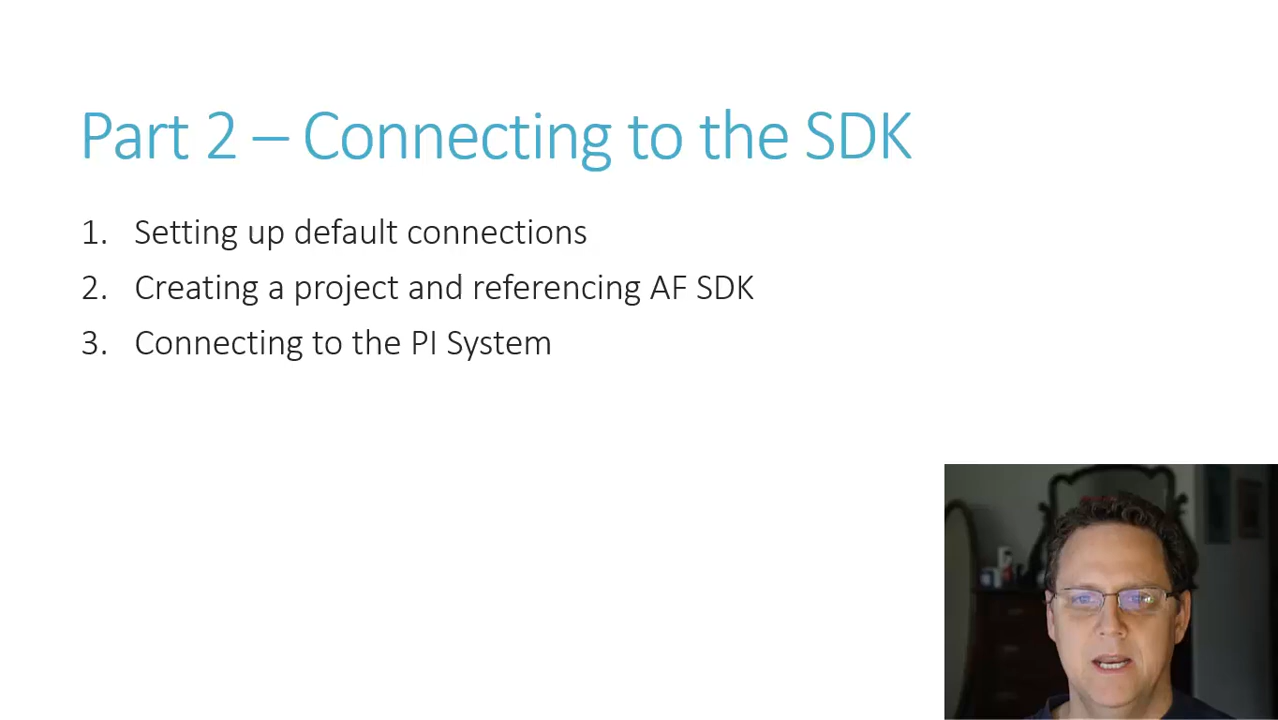 Part 2 – Connecting to the SDK
1. Setting up default connections
2. Creating a project and referencing AF SDK
3. Connecting to the PI System